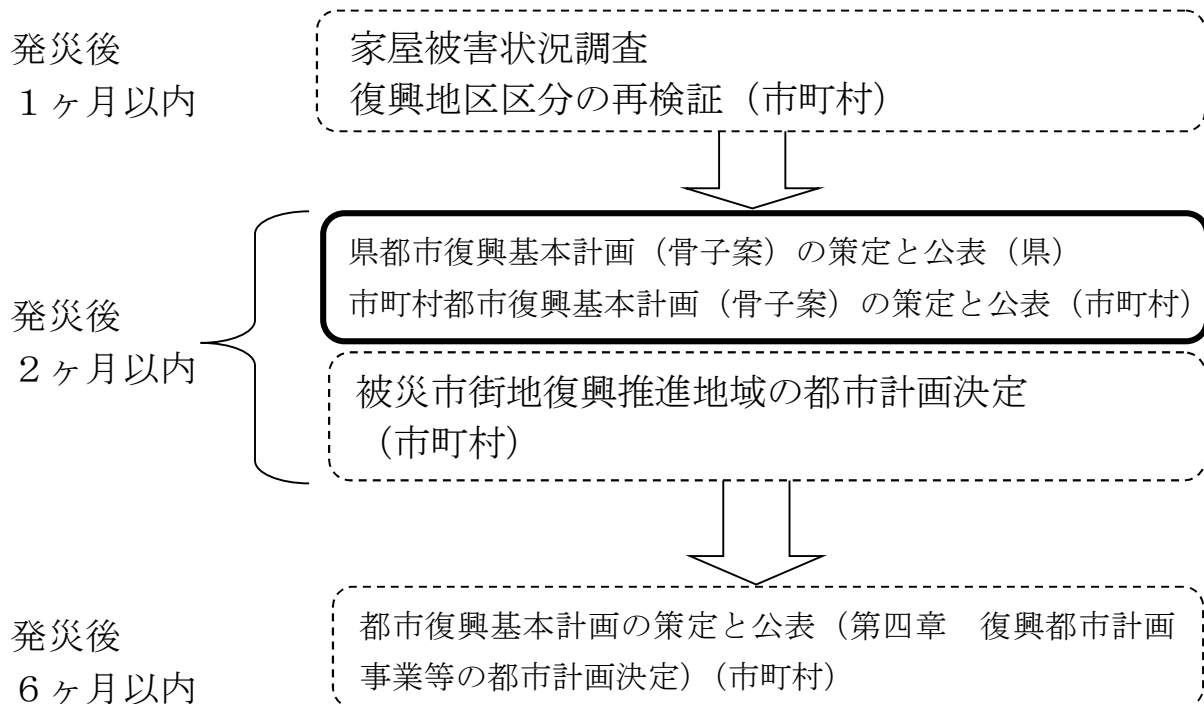 発災後
１ヶ月以内
家屋被害状況調査
復興地区区分の再検証（市町村）
県都市復興基本計画（骨子案）の策定と公表（県）
市町村都市復興基本計画（骨子案）の策定と公表（市町村）
発災後
２ヶ月以内
被災市街地復興推進地域の都市計画決定
（市町村）
発災後
６ヶ月以内
都市復興基本計画の策定と公表（第四章　復興都市計画
事業等の都市計画決定）（市町村）